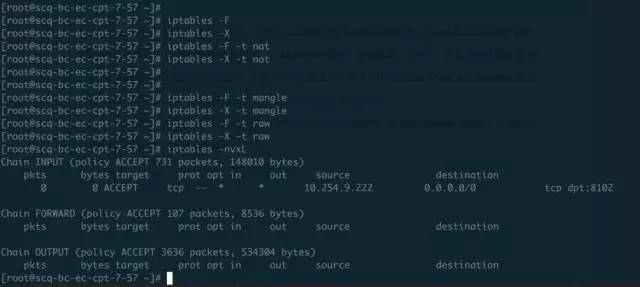 [root@scq-bc-ec-cpt-7-57 ~]#
[root@scq-bc-ec-cpt-7-57 ~]# iptables -F
[root@scq-bc-ec-cpt-7-57 ~]# iptables -X
[root@scq-bc-ec-cpt-7-57 ~]# iptables -F -t nat
[root@scq-bc-ec-cpt-7-57 ~]# iptables -X -t nat
[root@scq-bc-ec-cpt-7-57 ~]#
[root@scq-bc-ec-cpt-7-57 ~]#
[root@scq-bc-ec-cpt-7-57 ~]# iptables -F -t mangle
[root@scq-bc-ec-cpt-7-57 ~]# iptables -X -t mangle
[root@scq-bc-ec-cpt-7-57 ~]# iptables -F -t raw
[root@scq-bc-ec-cpt-7-57 ~]# iptables -X -t raw
[root@scq-bc-ec-cpt-7-57 ~]# iptables -nvxL
Chain INPUT (policy ACCEPT 731 packets, 148010 bytes)
pkts bytes target prot opt in out source destination
0 0 ACCEPT tcp -- * * 10.254.9.222 0.0.0.0/0 tcp dpt:8102
Chain FORWARD (policy ACCEPT 107 packets, 8536 bytes)
pkts bytes target prot opt in out source destination
Chain OUTPUT (policy ACCEPT 3636 packets, 534304 bytes)
pkts bytes target prot opt in out source destination
[root@scq-bc-ec-cpt-7-57 ~]#